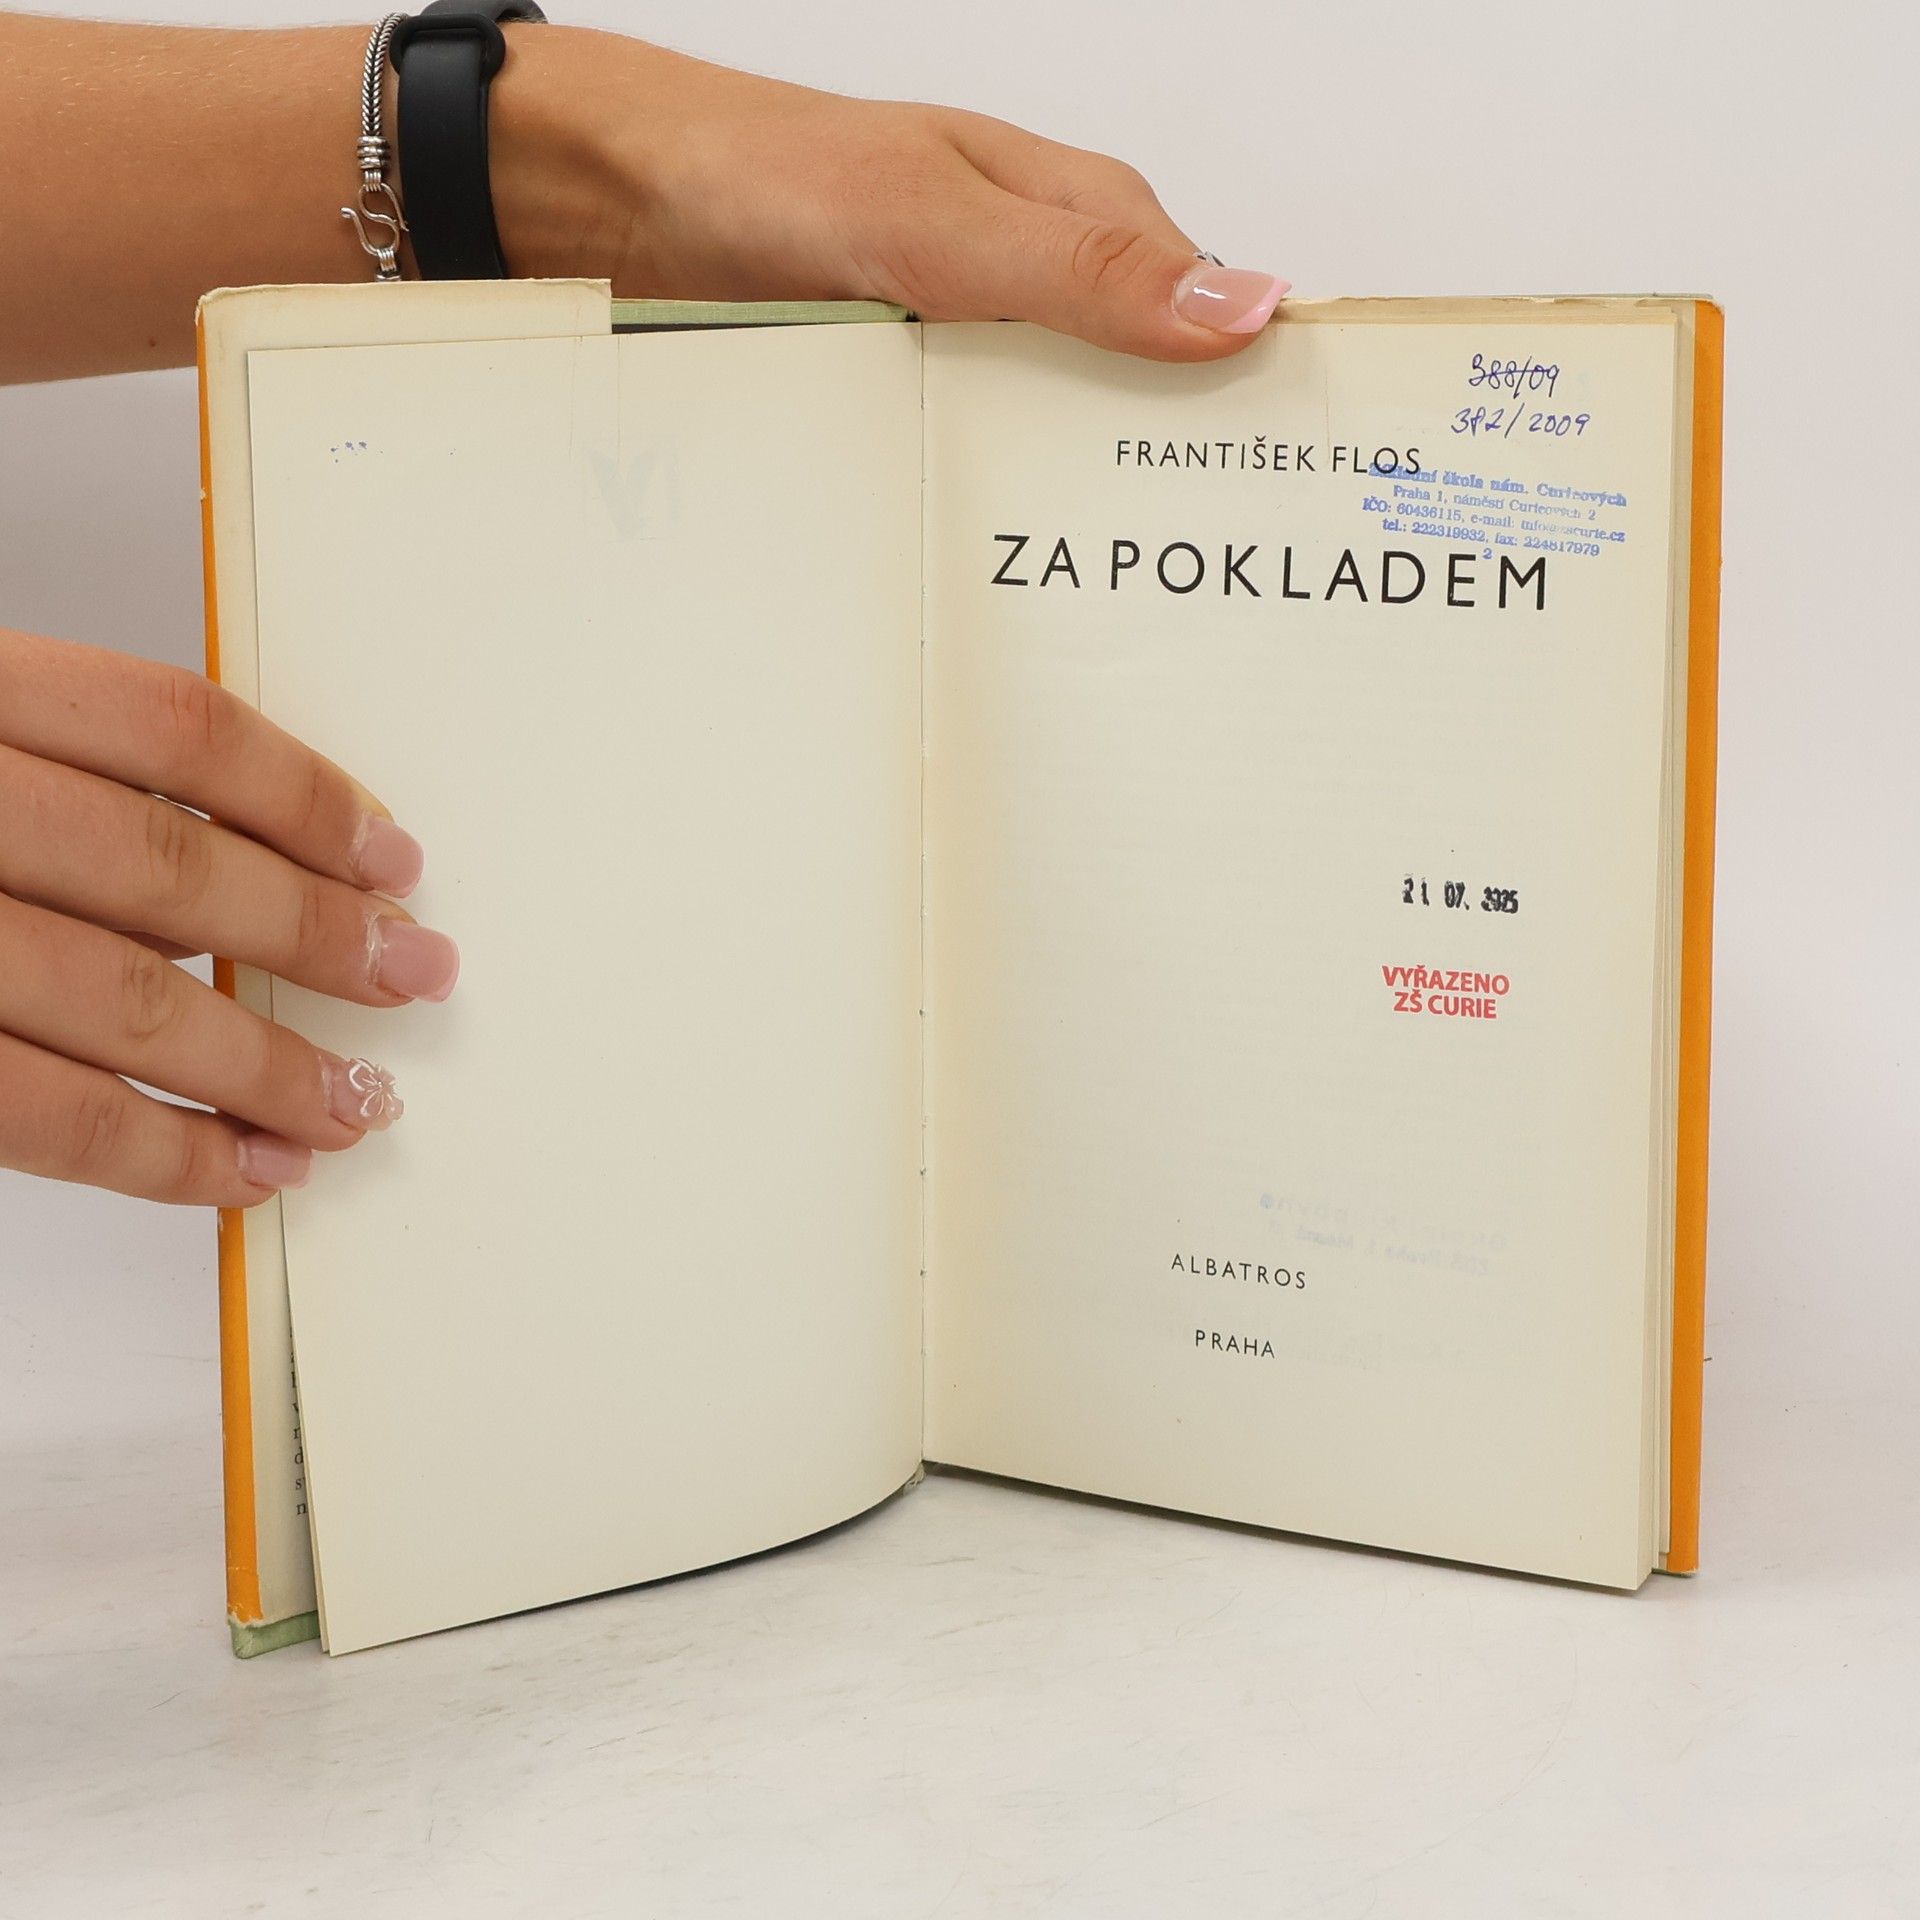 388/09
382/2009
FRANTIŠEK FLOS
Základní škola nám. Curieových
Praha 1, náměstí Curieových 2
IČO: 60436115, e-mail: info@zscurie.cz
tel.: 222319932, fax: 224817979
2
ZA POKLADEM
21 07. 2025
VYŘAZENO
ZŠ CURIE
ALBATROS
PRAHA